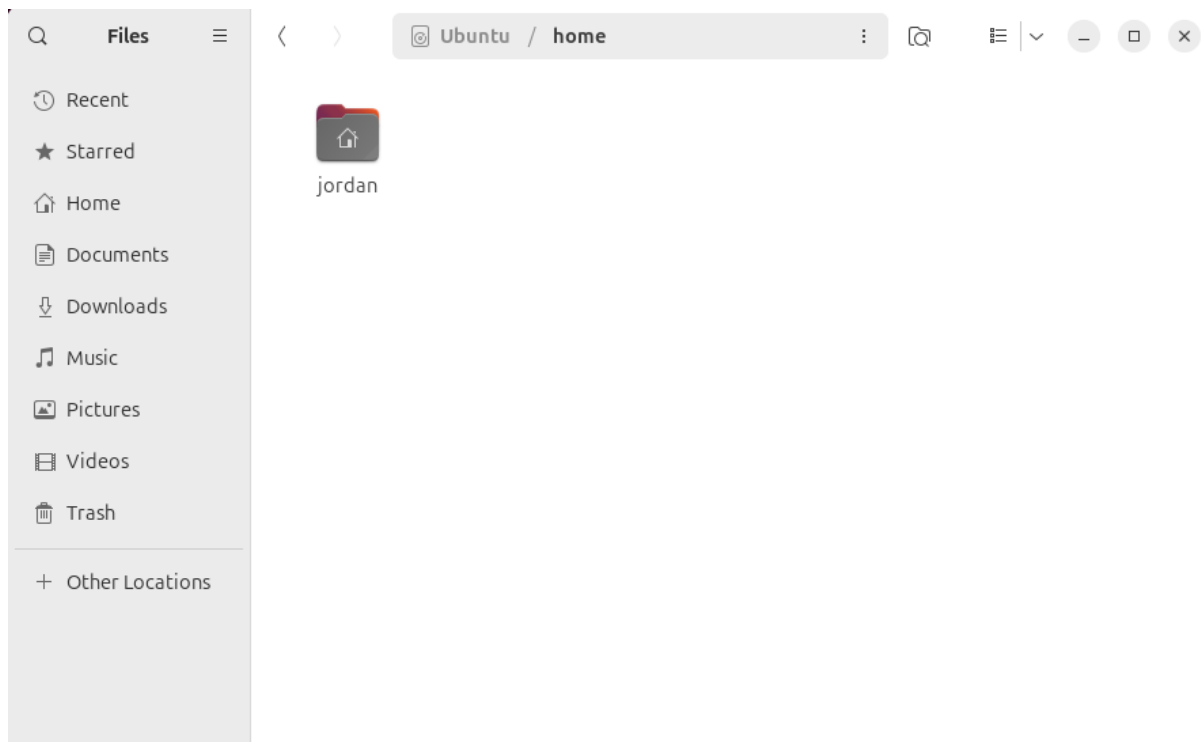 Files
Ubuntu / home
Recent
Starred
Home
Documents
Downloads
Music
Pictures
Videos
Trash
Other Locations
jordan